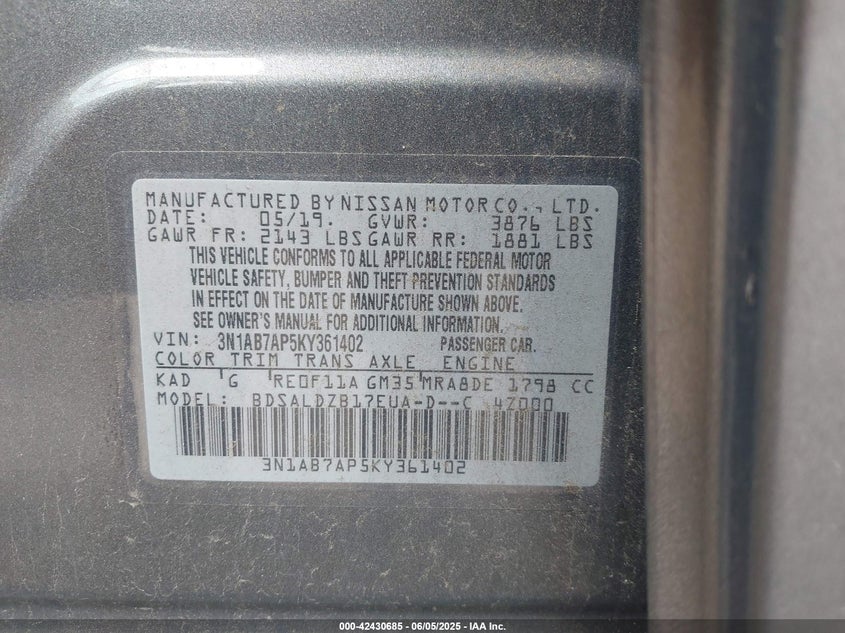 MANUFACTURED BY NISSAN MOTOR CO., LTD.
DATE: 05/19. GVWR: 3876 LBS
GAWR FR: 2143 LBS GAWR RR: 1881 LBS
THIS VEHICLE CONFORMS TO ALL APPLICABLE FEDERAL MOTOR
VEHICLE SAFETY, BUMPER AND THEFT PREVENTION STANDARDS
IN EFFECT ON THE DATE OF MANUFACTURE SHOWN ABOVE.
SEE OWNER'S MANUAL FOR ADDITIONAL INFORMATION.
VIN: 3N1AB7AP5KY361402 PASSENGER CAR.
COLOR TRIM TRANS AXLE ENGINE
KAD G RE0F11A GM35 MRA8DE 1798 CC
MODEL: BDSALDZB17EUA-D--C 4Z000
3N1AB7AP5KY361402
000-42430685 - 06/05/2025 - IAA Inc.